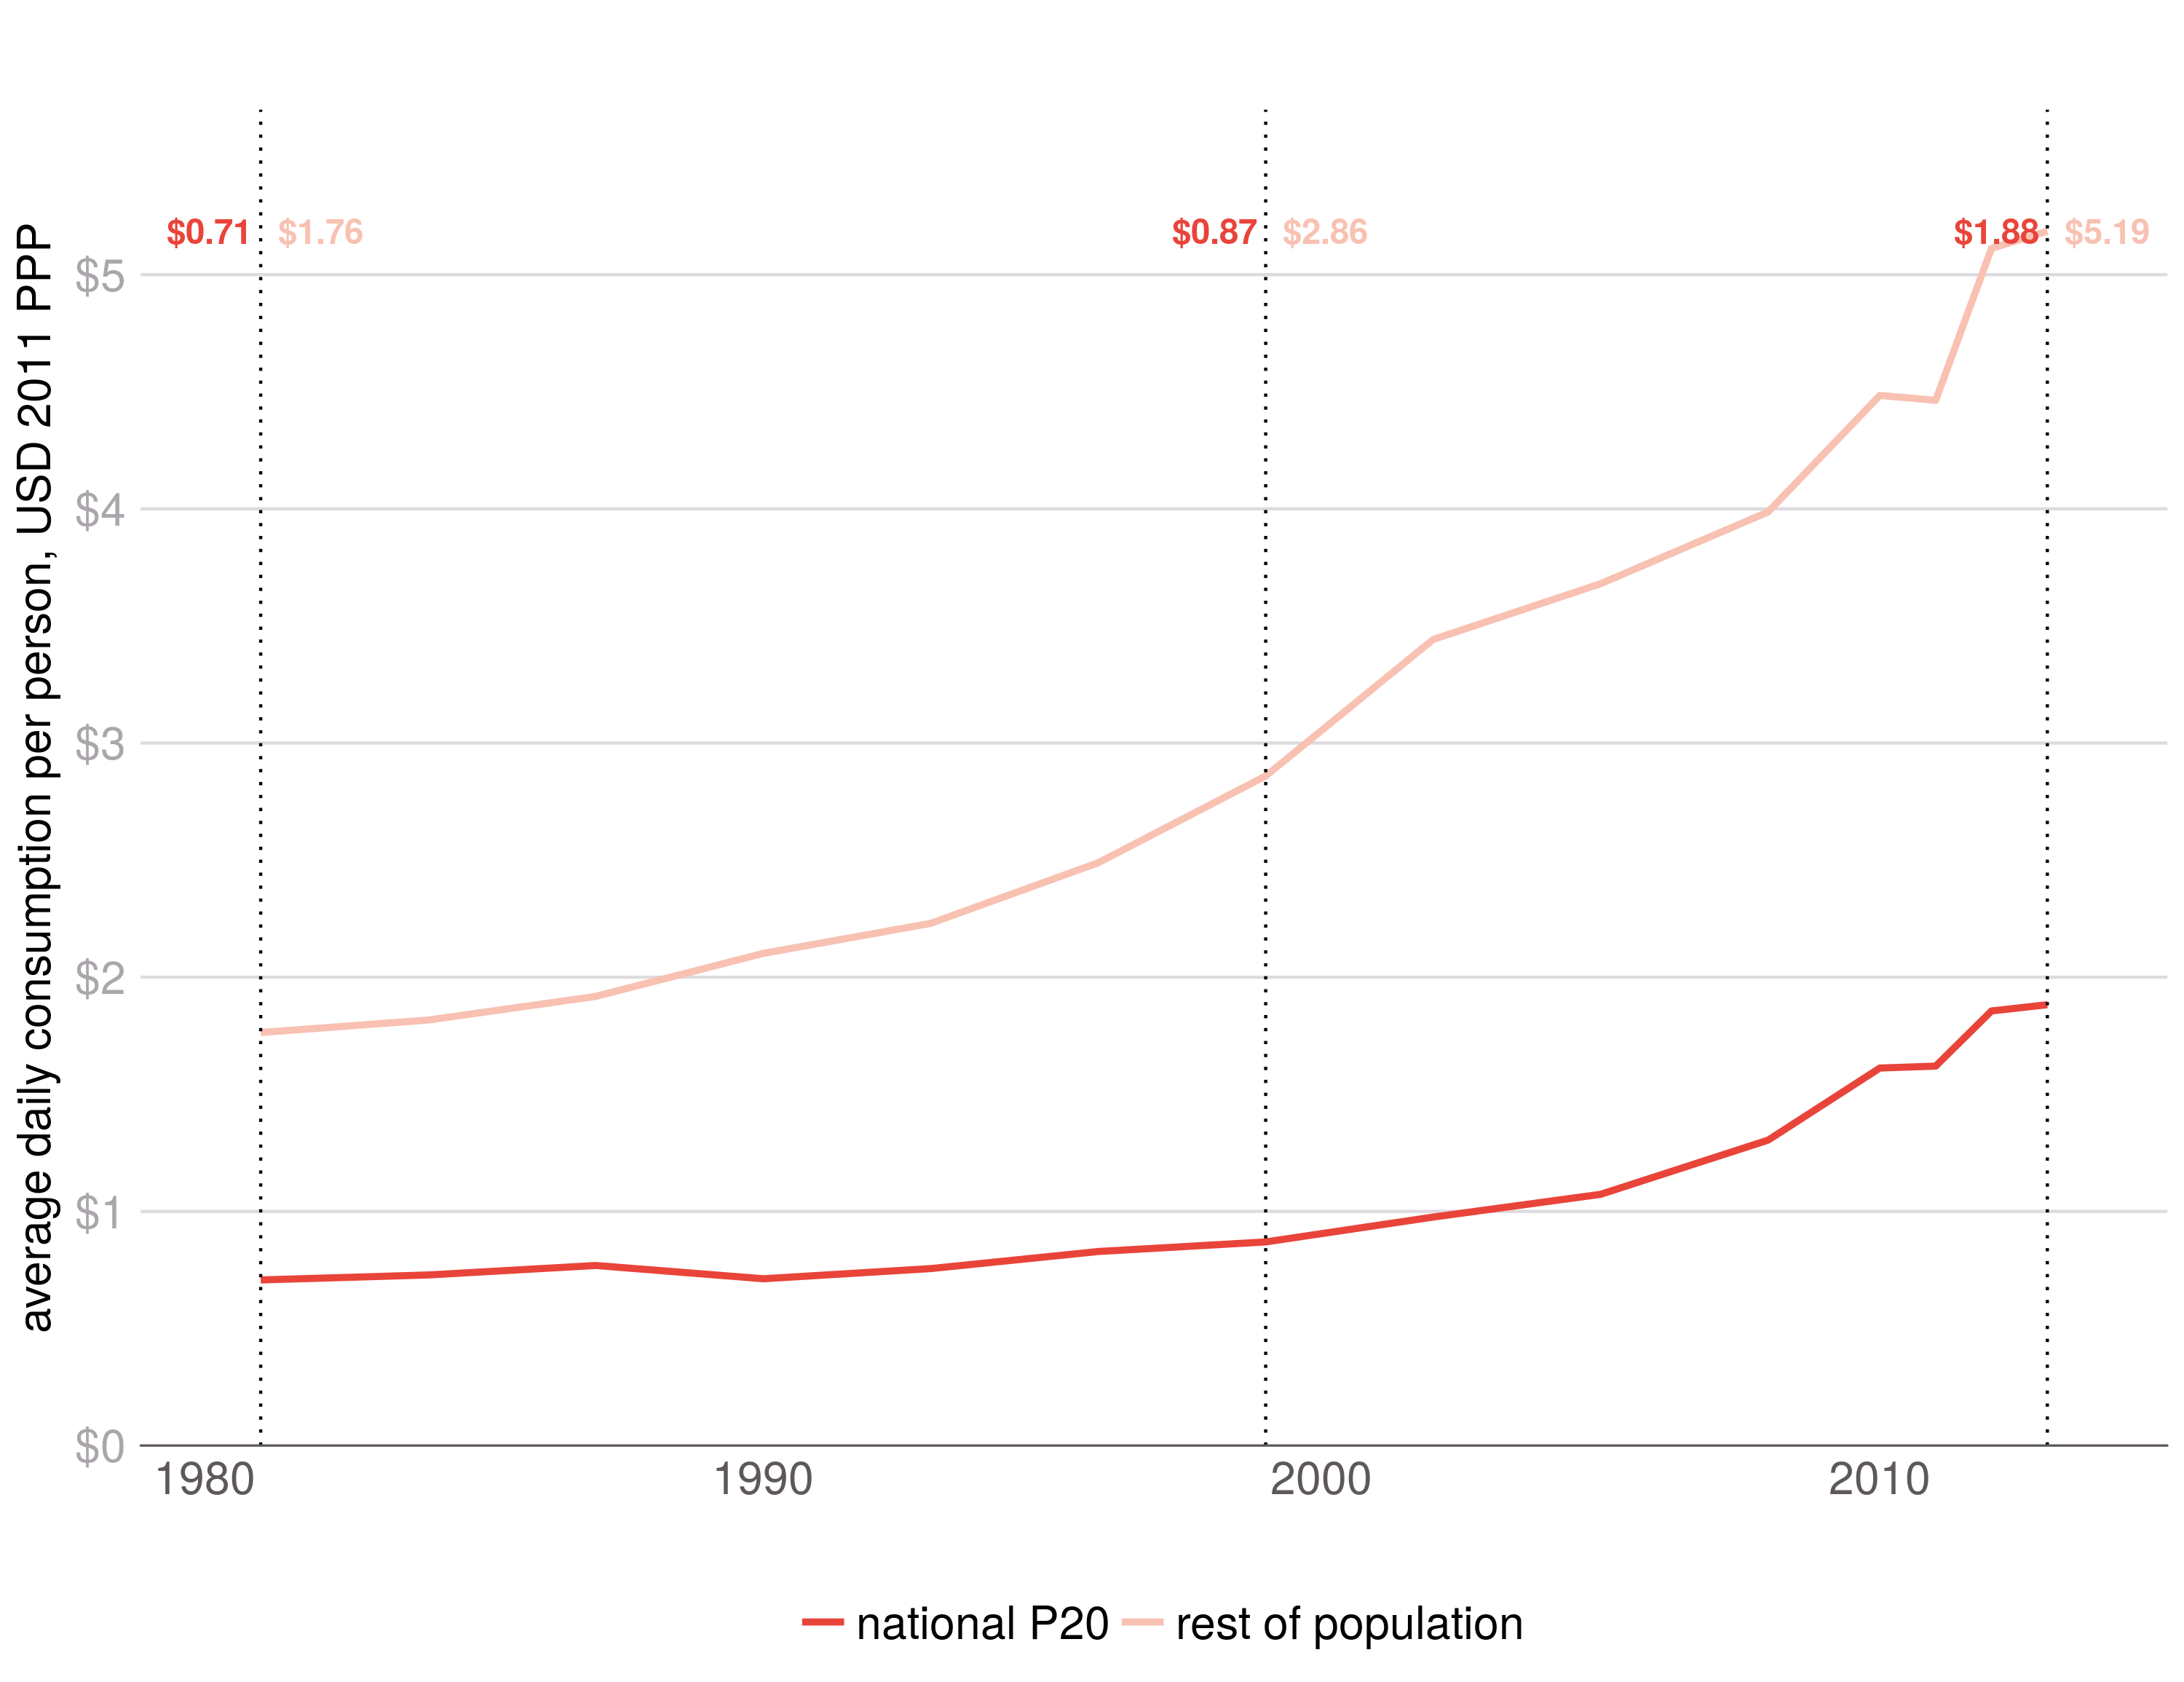 average daily consumption per person, USD 2011 PPP
$0.71 $1.76 $0.87 $2.86 $1.88 $5.19
$5
$4
$3
$2
$1
$0
1980 1990 2000 2010
national P20 rest of population